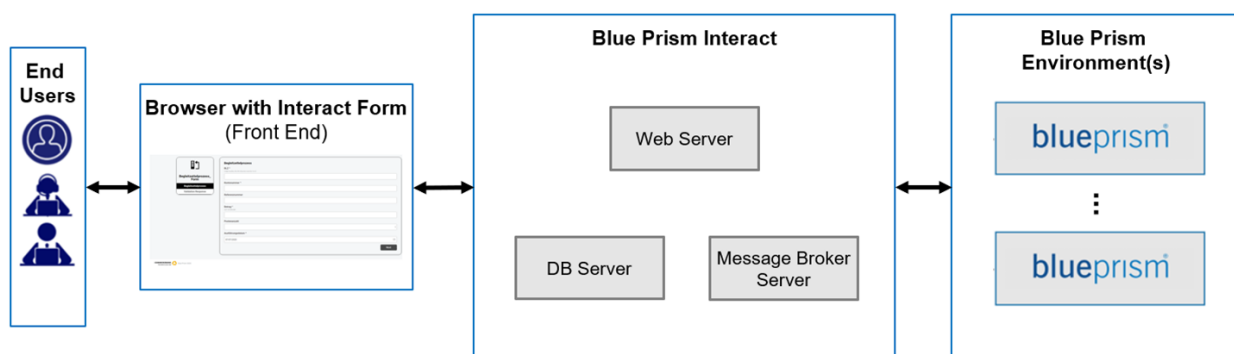 End
Users
Browser with Interact Form
(Front End)
Blue Prism Interact
Web Server
DB Server
Message Broker
Server
Blue Prism
Environment(s)
blueprism®
blueprism®